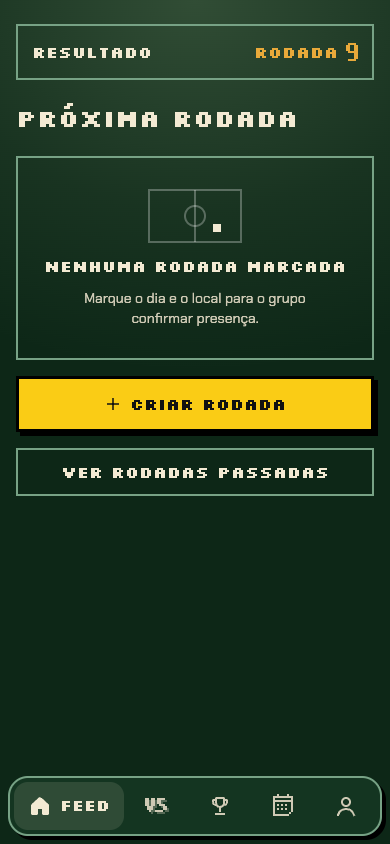 RESULTADO
RODADA 9
PRÓXIMA RODADA
NENHUMA RODADA MARCADA
Marque o dia e o local para o grupo
confirmar presença.
+ CRIAR RODADA
VER RODADAS PASSADAS
FEED
VS